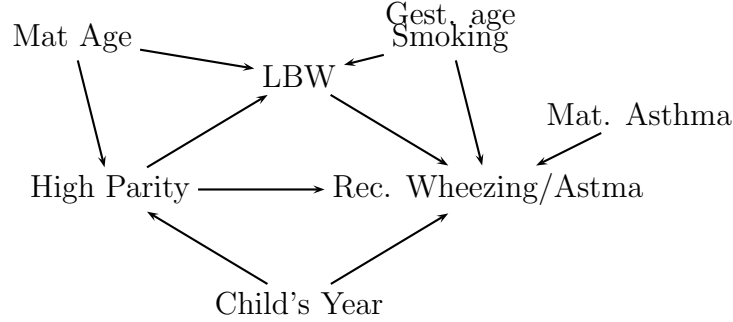 Mat Age
Gest. age
Smoking
LBW
Mat. Asthma
High Parity
Rec. Wheezing/Astma
Child's Year